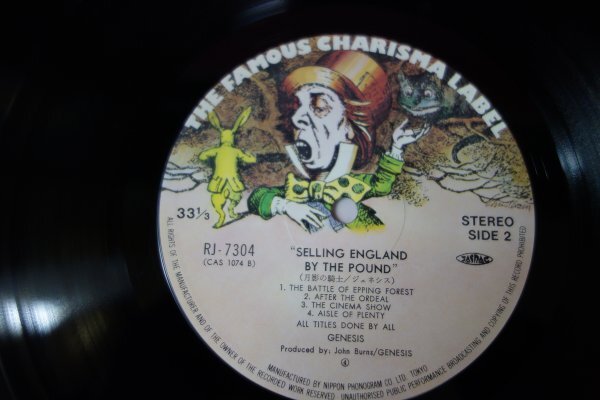 THE FAMOUS CHARISMA LABEL
33 1/3
STEREO
SIDE 2
RJ-7304
(CAS 1074 B)
"SELLING ENGLAND
BY THE POUND"
(月影の騎士/ジェネシス)
1. THE BATTLE OF EPPING FOREST
2. AFTER THE ORDEAL
3. THE CINEMA SHOW
4. AISLE OF PLENTY
ALL TITLES DONE BY ALL
GENESIS
Produced by: John Burns/GENESIS
4
MANUFACTURED BY NIPPON PHONOGRAM CO LTD. TOKYO
ALL RIGHTS OF THE MANUFACTURER AND OF THE OWNER OF THE RECORDED WORK RESERVED. UNAUTHORISED PUBLIC PERFORMANCE BROADCASTING AND COPYING OF THIS RECORD PROHIBITED